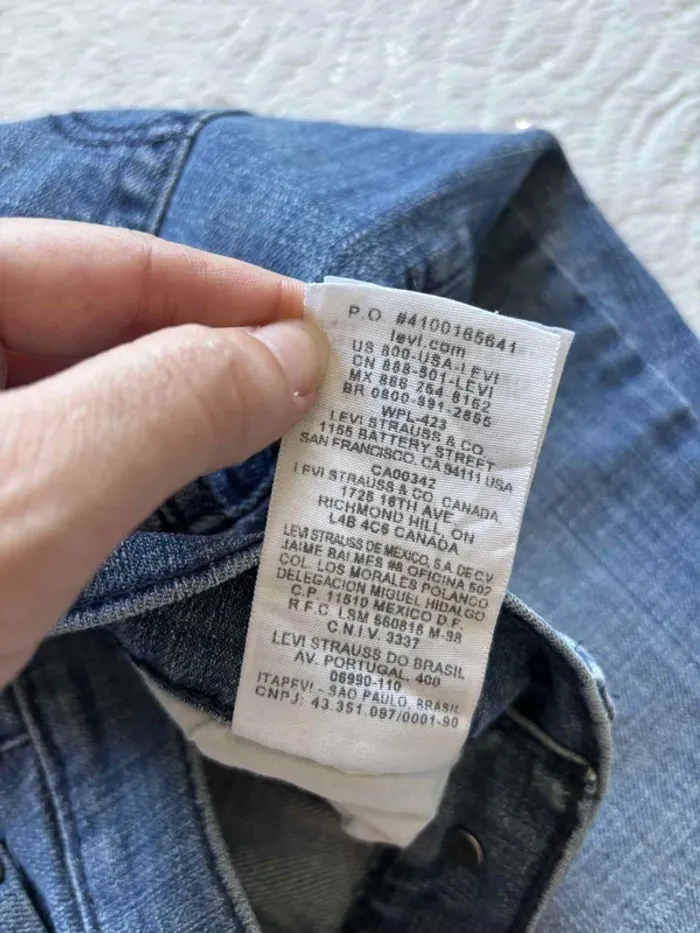 P.O #4100165641
levi.com
US 800-USA-LEVI
CN 888-501-LEVI
MX 866 764 8162
BR 0800-891-2855
WPL-423
LEVI STRAUSS & CO
1155 BATTERY STREET
SAN FRANCISCO. CA 94111 USA
CA00342
LEVI STRAUSS & CO. CANADA
1725 16TH AVE
RICHMOND HILL, ON
L4B 4C6 CANADA
LEVI STRAUSS DE MEXICO, S.A. DE C.V
JAIME BALMES #8 OFICINA 502
COL. LOS MORALES POLANCO
DELEGACION MIGUEL HIDALGO
C.P. 11510 MEXICO D.F.
R.F.C. LSM 660816 M-38
C.N.I.V. 3337
LEVI STRAUSS DO BRASIL
AV. PORTUGAL, 400
06990-110
ITAPEVI - SAO PAULO, BRASIL
CNPJ: 43.351.097/0001-90